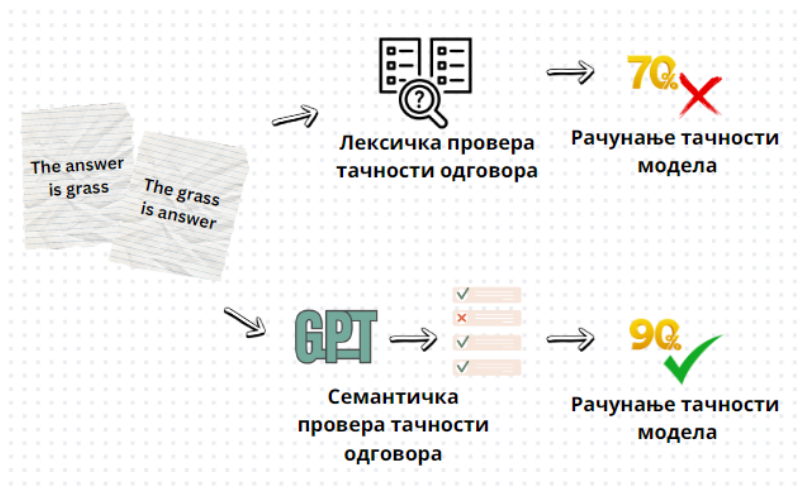 The answer
is grass
The grass
is answer
?
Лексичка провера
тачности одговора
70%
Рачунање тачности
модела
GPT
Семантичка
провера тачности
одговора
90%
Рачунање тачности
модела